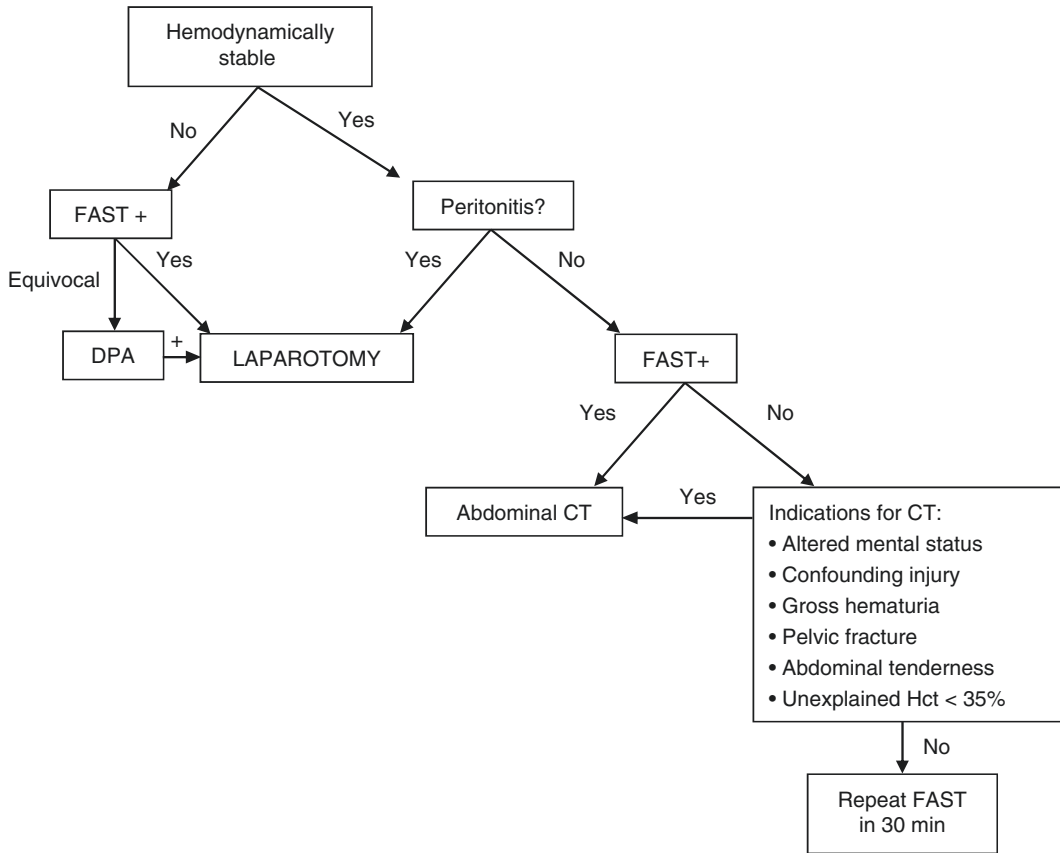 Hemodynamically
stable
No
Yes
FAST +
Peritonitis?
Equivocal
Yes
Yes
No
DPA
+
LAPAROTOMY
FAST+
Yes
No
Abdominal CT
Yes
Indications for CT:
• Altered mental status
• Confounding injury
• Gross hematuria
• Pelvic fracture
• Abdominal tenderness
• Unexplained Hct < 35%
No
Repeat FAST
in 30 min